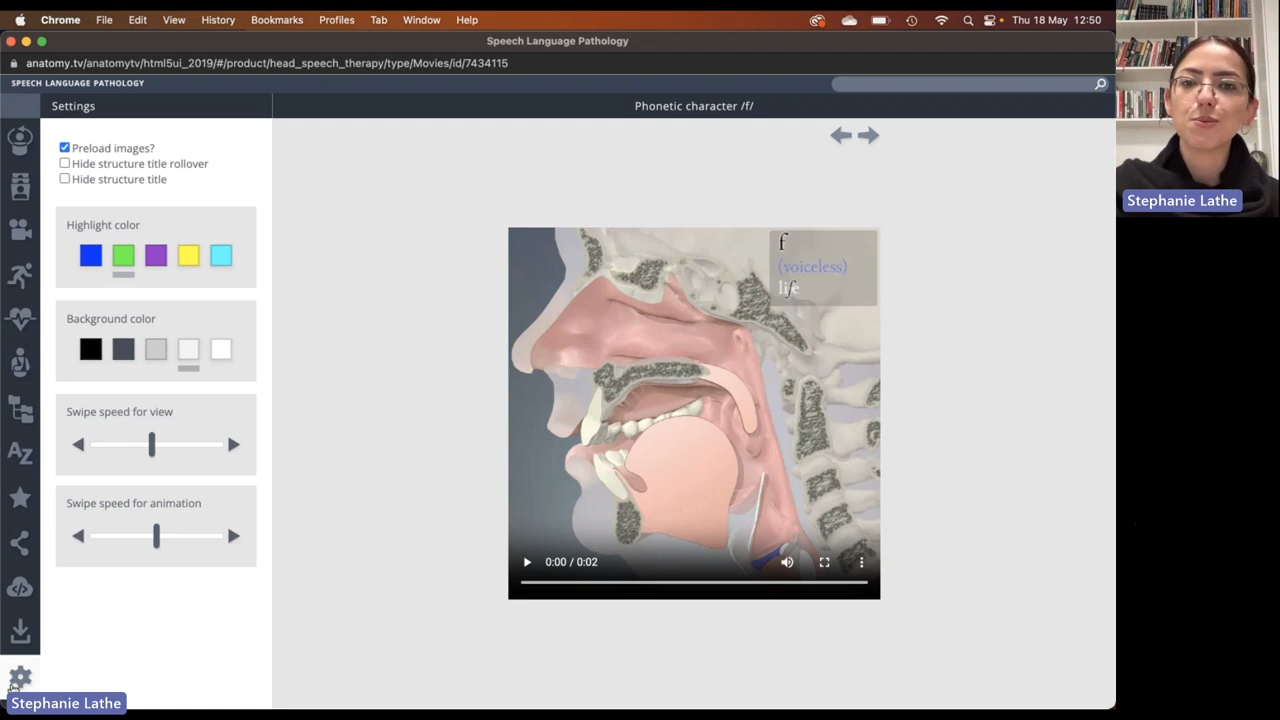 Chrome File Edit View History Bookmarks Profiles Tab Window Help Thu 18 May 12:50
Speech Language Pathology
anatomy.tv/anatomytv/html5ui_2019/#/product/head_speech_therapy/type/Movies/id/7434115
SPEECH LANGUAGE PATHOLOGY
Settings
Phonetic character /f/
Preload images?
Hide structure title rollover
Hide structure title
Highlight color
Background color
Swipe speed for view
Swipe speed for animation
AZ
f
(voiceless)
life
0:00 / 0:02
Stephanie Lathe
Stephanie Lathe